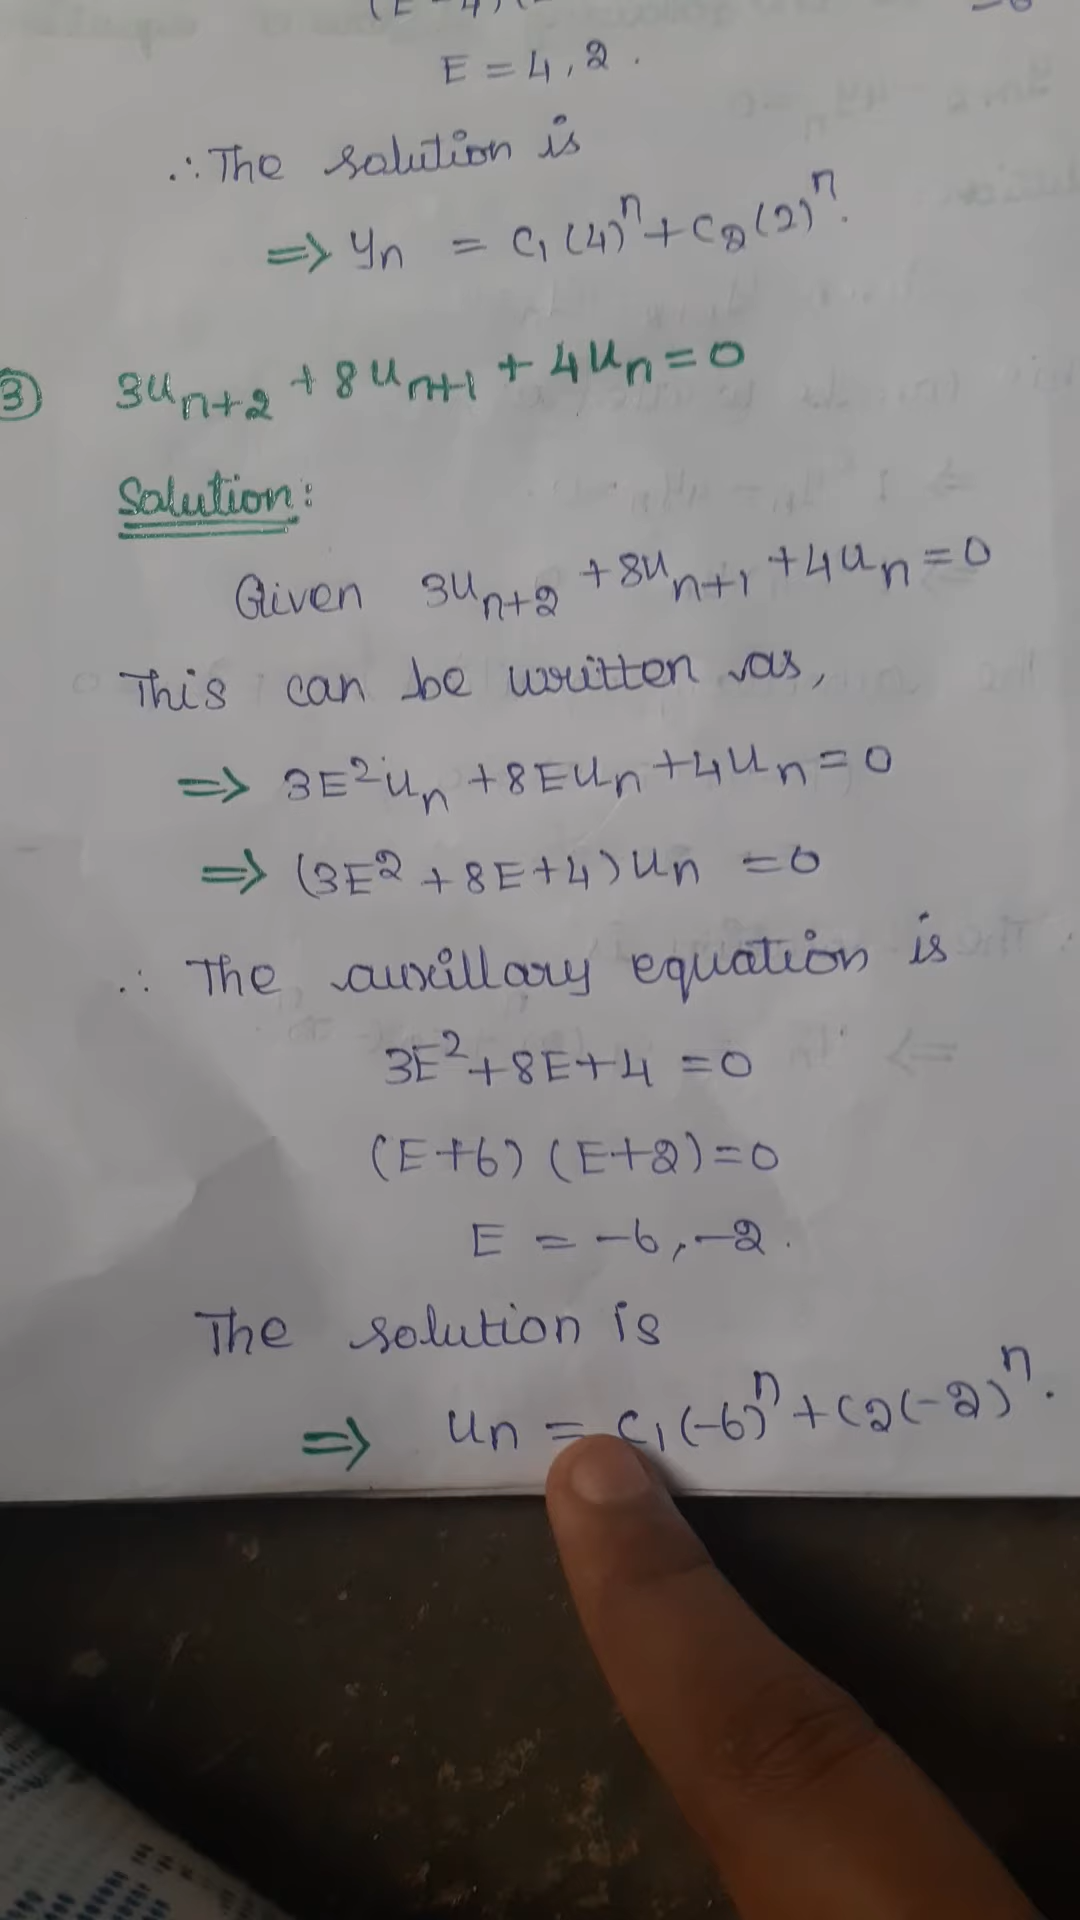 E = 4, 2.
∴ The solution is
⇒ yₙ = C₁(4)ⁿ + C₂(2)ⁿ.
③ 3uₙ₊₂ + 8uₙ₊₁ + 4uₙ = 0
Solution:
Given 3uₙ₊₂ + 8uₙ₊₁ + 4uₙ = 0
This can be written as,
⇒ 3E²uₙ + 8Euₙ + 4uₙ = 0
⇒ (3E² + 8E + 4)uₙ = 0
∴ The auxillary equation is
3E² + 8E + 4 = 0
(E+6) (E+2) = 0
E = -6, -2.
The solution is
⇒ uₙ = C₁(-6)ⁿ + C₂(-2)ⁿ.